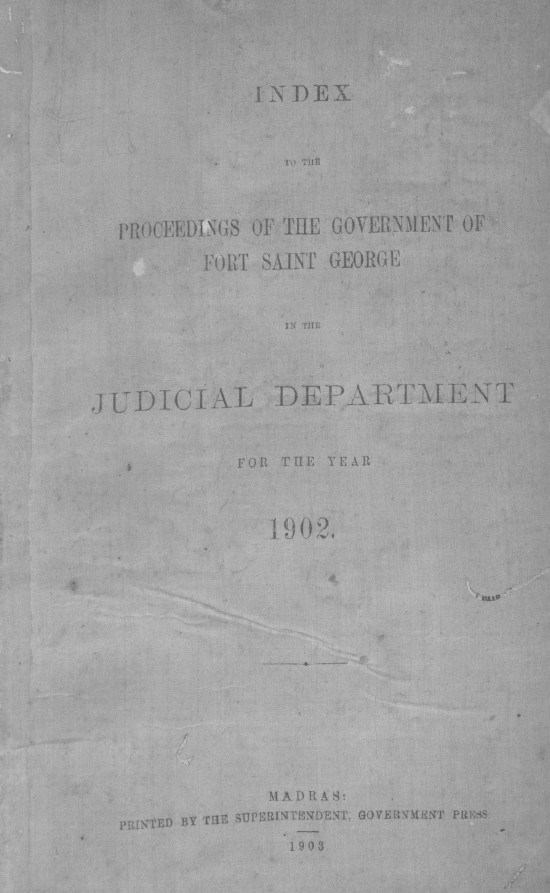 INDEX
TO THE
PROCEEDINGS OF THE GOVERNMENT OF
FORT SAINT GEORGE
IN THE
JUDICIAL DEPARTMENT
FOR THE YEAR
1902.
MADRAS:
PRINTED BY THE SUPERINTENDENT, GOVERNMENT PRESS
1903